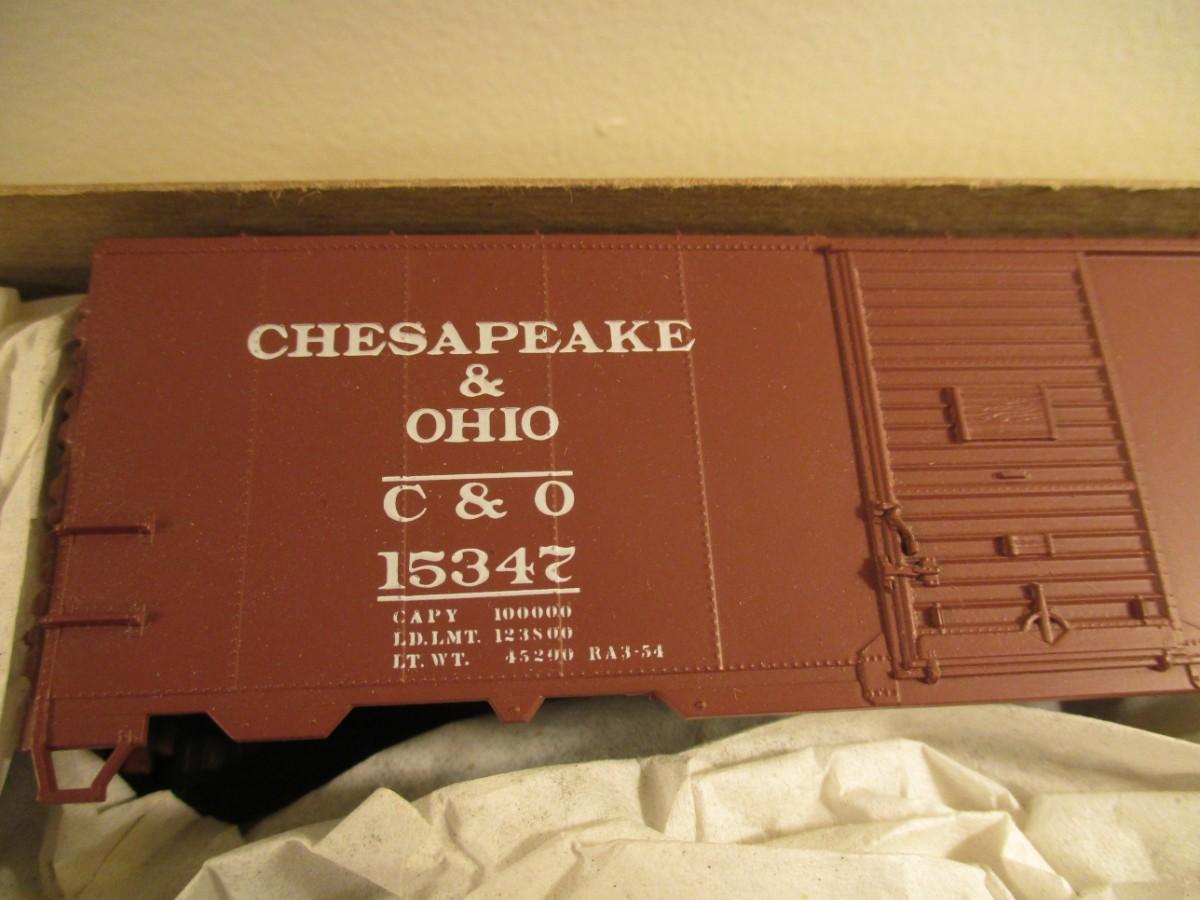 CHESAPEAKE
&
OHIO
C & O
15347
CAPY 100000
LD.LMT. 123800
LT. WT. 45200 RA3-54